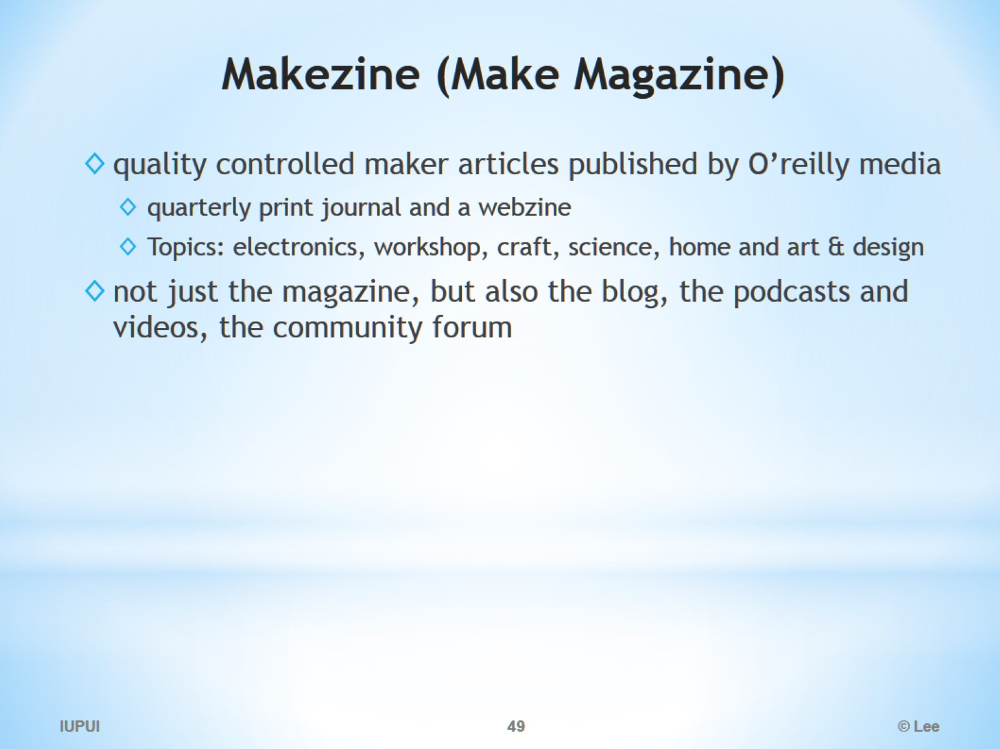 Makezine (Make Magazine)
quality controlled maker articles published by O’reilly media
quarterly print journal and a webzine
Topics: electronics, workshop, craft, science, home and art & design
not just the magazine, but also the blog, the podcasts and
videos, the community forum
IUPUI
49
© Lee